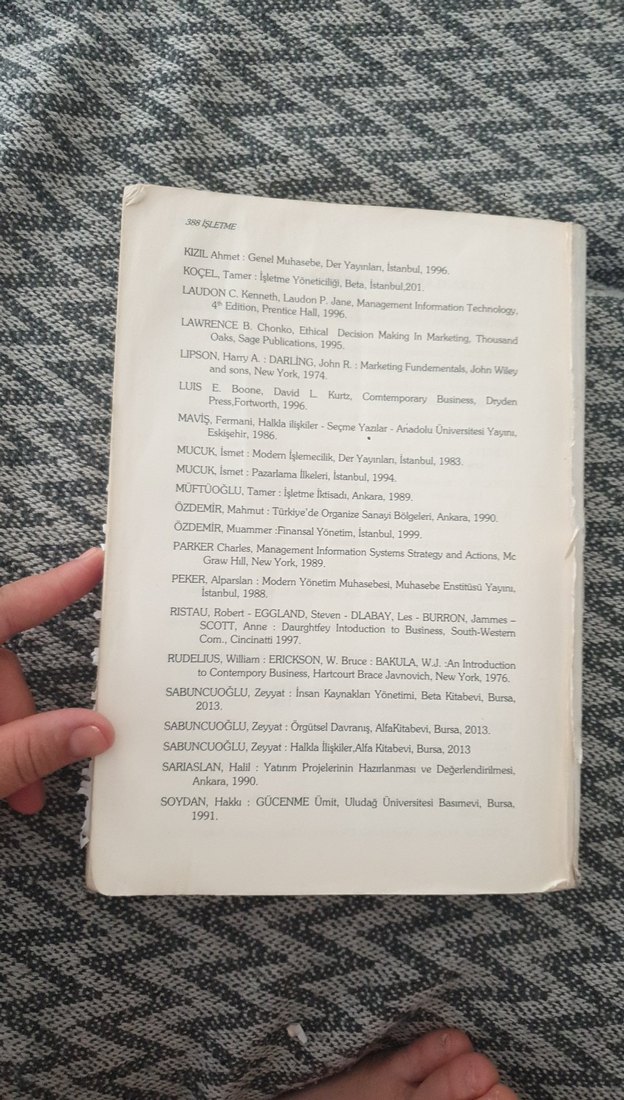 388 İŞLETME
KIZIL Ahmet : Genel Muhasebe, Der Yayınları, İstanbul, 1996.
KOÇEL, Tamer : İşletme Yöneticiliği, Beta, İstanbul,201.
LAUDON C. Kenneth, Laudon P. Jane, Management Information Technology,
4th Edition, Prentice Hall, 1996.
LAWRENCE B. Chonko, Ethical Decision Making In Marketing, Thousand
Oaks, Sage Publications, 1995.
LIPSON, Harry A. : DARLİNG, John R. : Marketing Fundementals, John Wiley
and sons, New York, 1974.
LUIS E. Boone, David L. Kurtz, Comtemporary Business, Dryden
Press,Fortworth, 1996.
MAVİŞ, Fermani, Halkla ilişkiler - Seçme Yazılar - Anadolu Üniversitesi Yayını,
Eskişehir, 1986.
MUCUK, İsmet : Modern İşlemecilik, Der Yayınları, İstanbul, 1983.
MUCUK, İsmet : Pazarlama İlkeleri, İstanbul, 1994.
MÜFTÜOĞLU, Tamer : İşletme İktisadı, Ankara, 1989.
ÖZDEMİR, Mahmut : Türkiye'de Organize Sanayi Bölgeleri, Ankara, 1990.
ÖZDEMİR, Muammer :Finansal Yönetim, İstanbul, 1999.
PARKER Charles, Management Information Systems Strategy and Actions, Mc
Graw Hill, New York, 1989.
PEKER, Alparslan : Modern Yönetim Muhasebesi, Muhasebe Enstitüsü Yayını,
İstanbul, 1988.
RISTAU, Robert - EGGLAND, Steven - DLABAY, Les - BURRON, Jammes –
SCOTT, Anne : Daurghtfey Intoduction to Business, South-Western
Com., Cincinatti 1997.
RUDELIUS, William : ERICKSON, W. Bruce : BAKULA, W.J. :An Introduction
to Contempory Business, Hartcourt Brace Javnovich, New York, 1976.
SABUNCUOĞLU, Zeyyat : İnsan Kaynakları Yönetimi, Beta Kitabevi, Bursa,
2013.
SABUNCUOĞLU, Zeyyat : Örgütsel Davranış, AlfaKitabevi, Bursa, 2013.
SABUNCUOĞLU, Zeyyat : Halkla İlişkiler,Alfa Kitabevi, Bursa, 2013
SARIASLAN, Halil : Yatırım Projelerinin Hazırlanması ve Değerlendirilmesi,
Ankara, 1990.
SOYDAN, Hakkı : GÜCENME Ümit, Uludağ Üniversitesi Basımevi, Bursa,
1991.